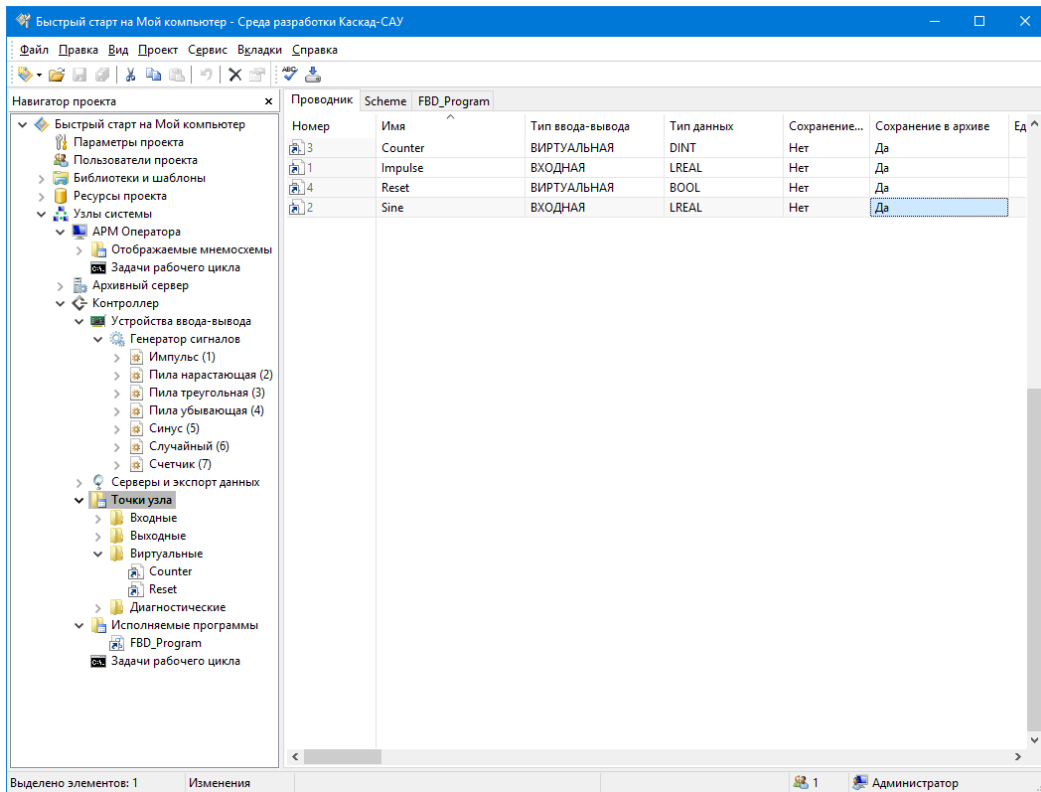 Быстрый старт на Мой компьютер - Среда разработки Каскад-САУ
Файл Правка Вид Проект Сервис Вкладки Справка
ABC
Навигатор проекта
Быстрый старт на Мой компьютер
Параметры проекта
Пользователи проекта
Библиотеки и шаблоны
Ресурсы проекта
Узлы системы
АРМ Оператора
Отображаемые мнемосхемы
Задачи рабочего цикла
Архивный сервер
Контроллер
Устройства ввода-вывода
Генератор сигналов
Импульс (1)
Пила нарастающая (2)
Пила треугольная (3)
Пила убывающая (4)
Синус (5)
Случайный (6)
Счетчик (7)
Серверы и экспорт данных
Точки узла
Входные
Выходные
Виртуальные
Counter
Reset
Диагностические
Исполняемые программы
FBD_Program
Задачи рабочего цикла
Проводник Scheme FBD_Program
Номер Имя Тип ввода-вывода Тип данных Сохранение... Сохранение в архиве Ед
3 Counter ВИРТУАЛЬНАЯ DINT Нет Да
1 Impulse ВХОДНАЯ LREAL Нет Да
4 Reset ВИРТУАЛЬНАЯ BOOL Нет Да
2 Sine ВХОДНАЯ LREAL Нет Да
Выделено элементов: 1 Изменения 1 Администратор